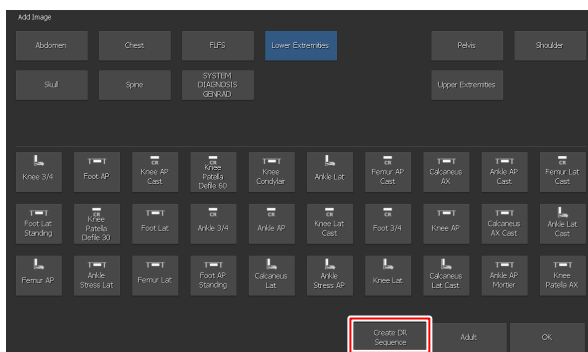 Add Image
Abdomen
Chest
FLFS
Lower Extremities
Pelvis
Shoulder
Skull
Spine
SYSTEM
DIAGNOSIS
GENRAD
Upper Extremities
Knee 3/4
Foot AP
CR
Knee AP
Cast
CR
Knee
Patella
Defile 60
Knee
Condylair
Ankle Lat
CR
Femur AP
Cast
Calcaneus
AX
Ankle AP
Cast
CR
Femur Lat
Cast
Foot Lat
Standing
CR
Knee
Patella
Defile 30
Foot Lat
CR
Ankle 3/4
CR
Ankle AP
CR
Knee Lat
Cast
CR
Foot 3/4
Knee AP
Calcaneus
AX Cast
Ankle Lat
Cast
Femur AP
Ankle
Stress Lat
Femur Lat
Foot AP
Standing
Calcaneus
Lat
Ankle
Stress AP
Knee Lat
Calcaneus
Lat Cast
Ankle AP
Mortier
Knee
Patella AX
Create DR
Sequence
Adult
OK